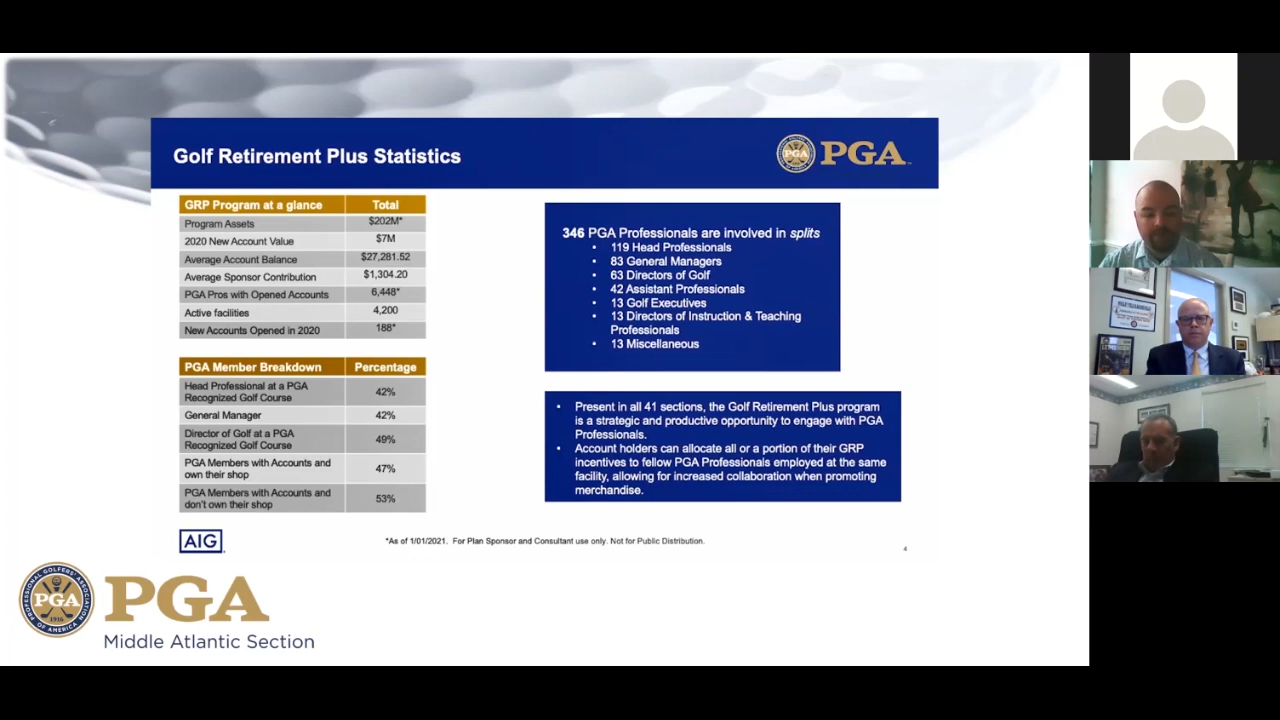 Golf Retirement Plus Statistics
PGA
PGA
GRP Program at a glance Total
Program Assets $202M*
2020 New Account Value $7M
Average Account Balance $27,281.52
Average Sponsor Contribution $1,304.20
PGA Pros with Opened Accounts 6,448*
Active facilities 4,200
New Accounts Opened in 2020 188*
PGA Member Breakdown Percentage
Head Professional at a PGA
Recognized Golf Course 42%
General Manager 42%
Director of Golf at a PGA
Recognized Golf Course 49%
PGA Members with Accounts and
own their shop 47%
PGA Members with Accounts and
don't own their shop 53%
346 PGA Professionals are involved in splits
• 119 Head Professionals
• 83 General Managers
• 63 Directors of Golf
• 42 Assistant Professionals
• 13 Golf Executives
• 13 Directors of Instruction & Teaching
Professionals
• 13 Miscellaneous
• Present in all 41 sections, the Golf Retirement Plus program
is a strategic and productive opportunity to engage with PGA
Professionals.
• Account holders can allocate all or a portion of their GRP
incentives to fellow PGA Professionals employed at the same
facility, allowing for increased collaboration when promoting
merchandise.
AIG
*As of 1/01/2021. For Plan Sponsor and Consultant use only. Not for Public Distribution.
4
PROFESSIONAL GOLFERS' ASSOCIATION
PGA
1916
OF AMERICA
PGA
Middle Atlantic Section